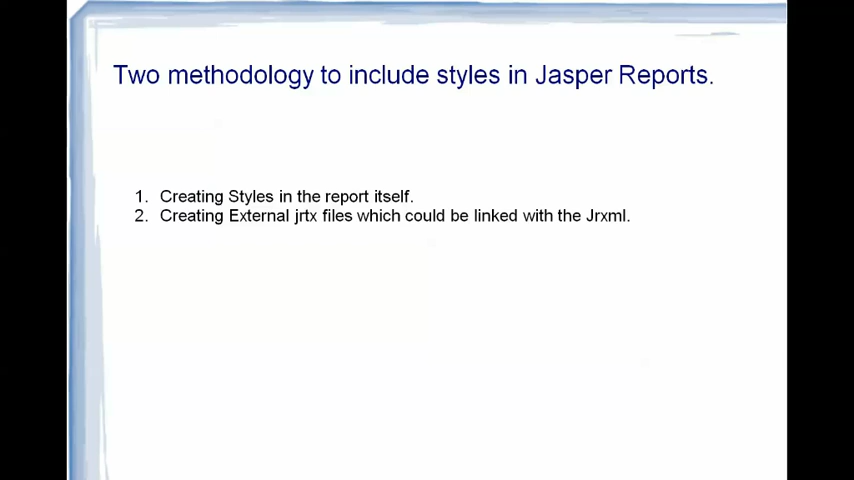 Two methodology to include styles in Jasper Reports.
1. Creating Styles in the report itself.
2. Creating External jrtx files which could be linked with the Jrxml.